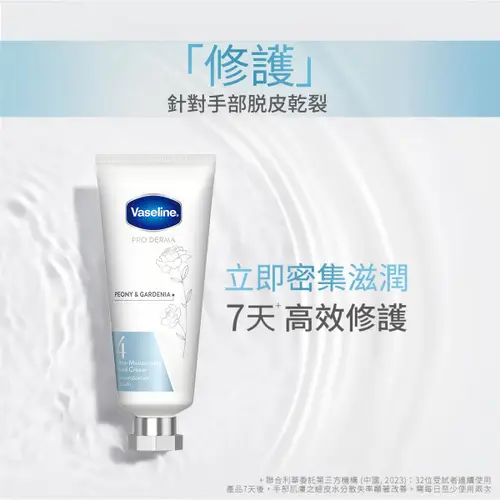 「修護」
針對手部脫皮乾裂
Vaseline.
PRO DERMA
PEONY & GARDENIA
立即密集滋潤
7天+高效修護
4
Hand Cream
+聯合利華委託第三方機構 (中國, 2023)：32位受試者連續使用
產品7天後，手部肌膚之經皮水分散失率顯著改善。需每日至少使用兩次